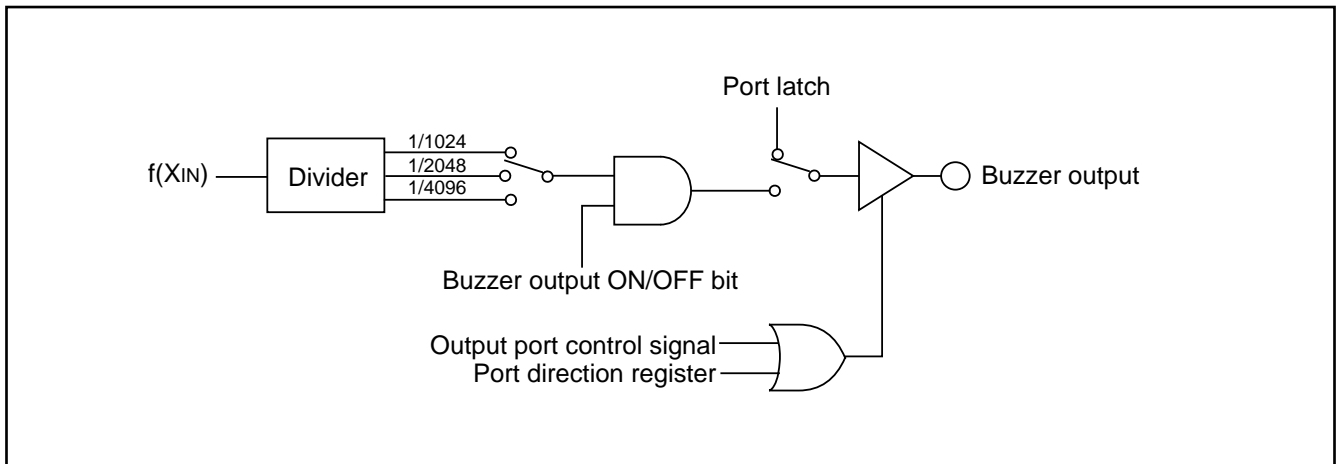 Port latch
1/1024
f(XIN)
Divider
1/2048
1/4096
Buzzer output
Buzzer output ON/OFF bit
Output port control signal
Port direction register